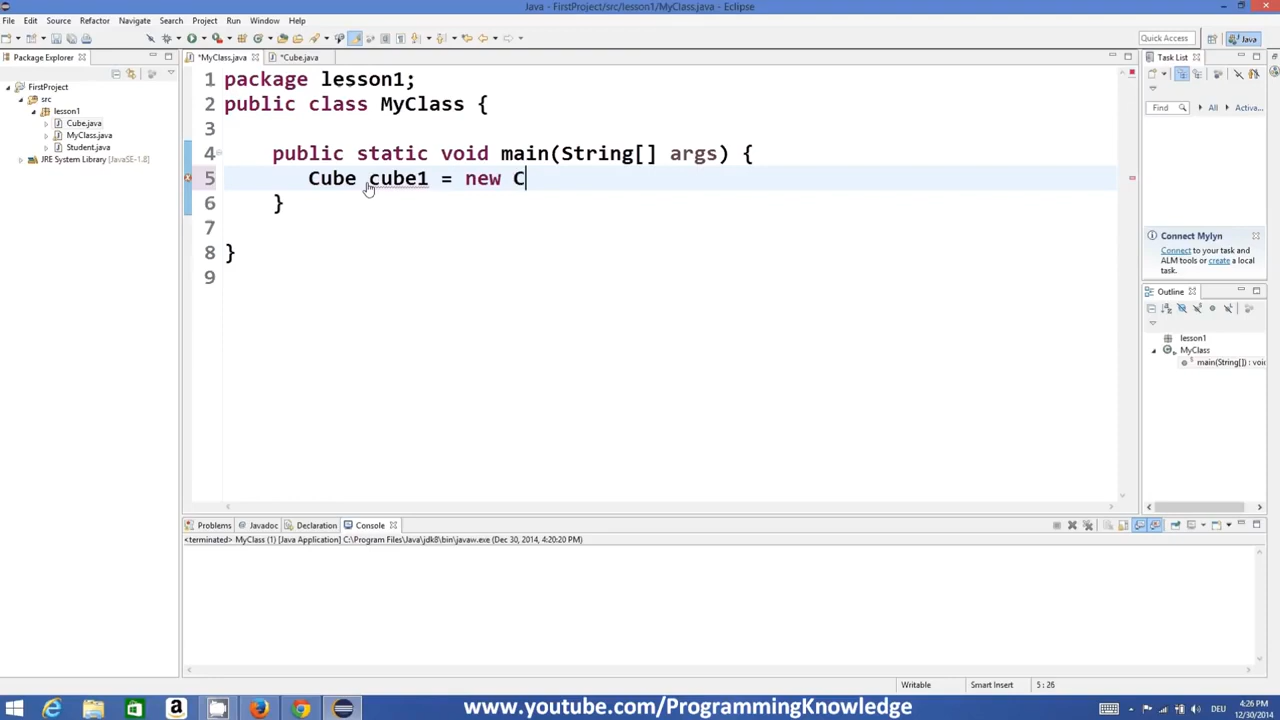 Java - FirstProject/src/lesson1/MyClass.java - Eclipse
File Edit Source Refactor Navigate Search Project Run Window Help
Quick Access Java
Package Explorer
FirstProject
src
lesson1
Cube.java
MyClass.java
Student.java
JRE System Library [JavaSE-1.8]
*MyClass.java *Cube.java
1 package lesson1;
2 public class MyClass {
3
4 public static void main(String[] args) {
5 Cube cube1 = new C
6 }
7
8 }
9
Task List
Find All Activa...
Connect Mylyn
Connect to your task and
ALM tools or create a local
task.
Outline
lesson1
MyClass
main(String[]) : voi
Problems Javadoc Declaration Console
<terminated> MyClass (1) [Java Application] C:\Program Files\Java\jdk8\bin\javaw.exe (Dec 30, 2014, 4:20:20 PM)
Writable Smart Insert 5 : 26
www.youtube.com/ProgrammingKnowledge
DEU 4:26 PM
12/30/2014